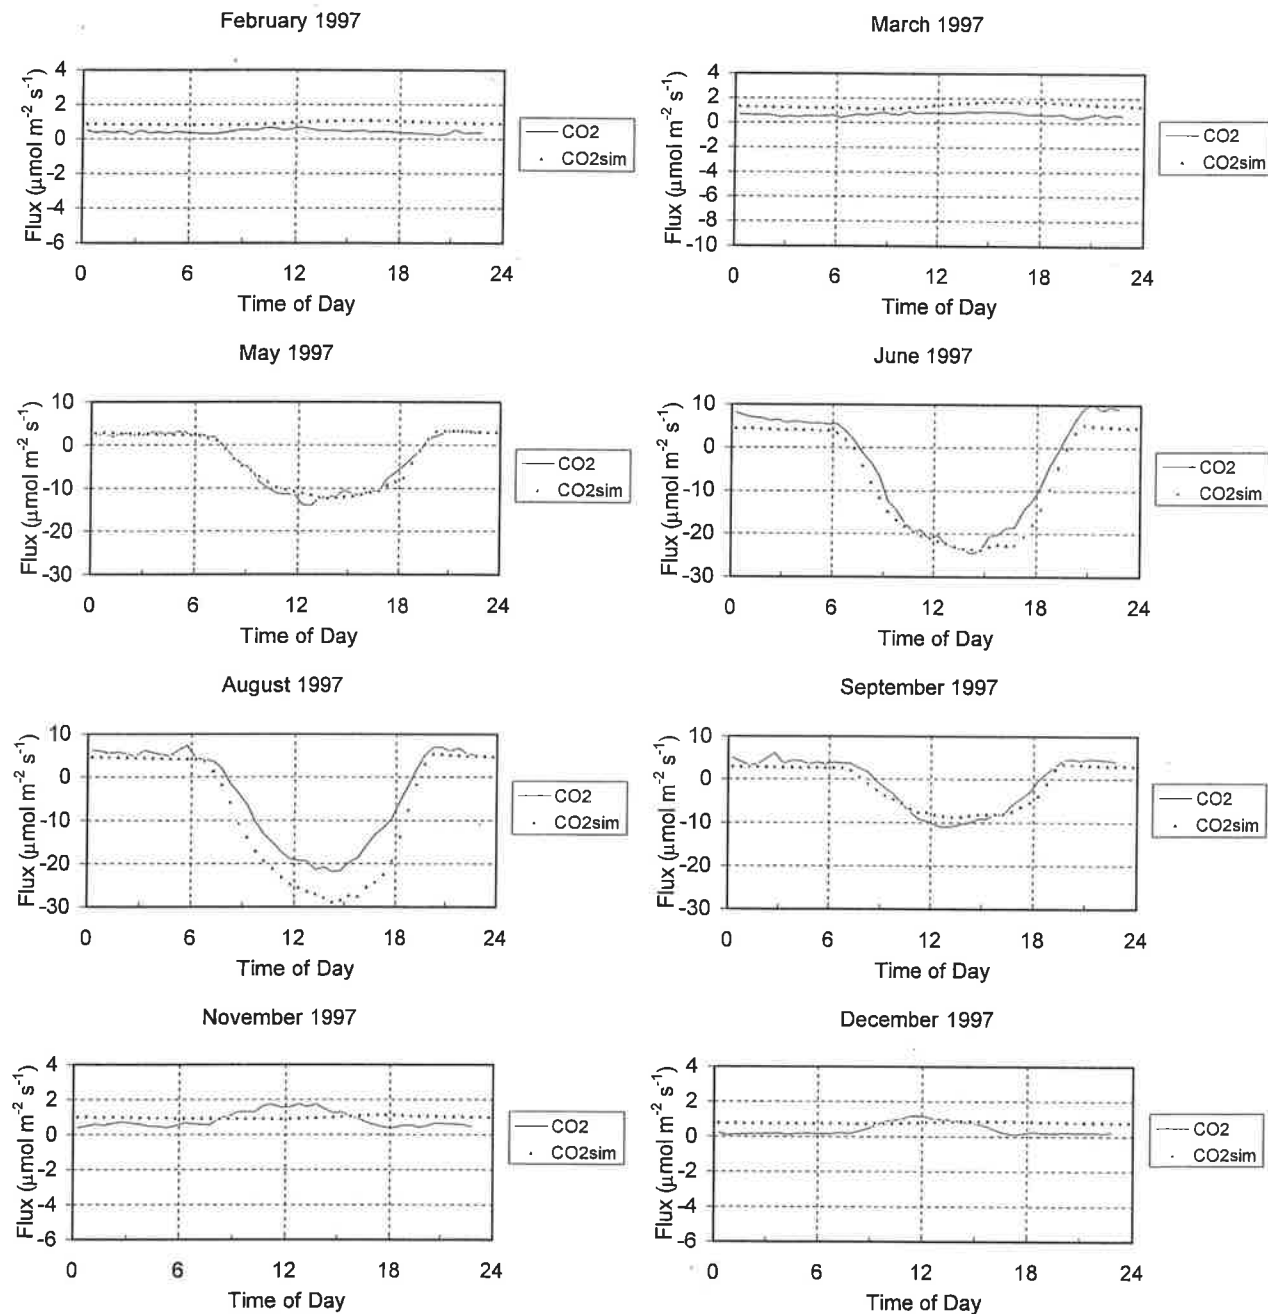 February 1997
4
2
0
-2
-4
-6
Flux (µmol m⁻² s⁻¹)
0 6 12 18 24
Time of Day
CO2
CO2sim
March 1997
4
2
0
-2
-4
-6
-8
-10
Flux (µmol m⁻² s⁻¹)
0 6 12 18 24
Time of Day
CO2
CO2sim
May 1997
10
0
-10
-20
-30
Flux (µmol m⁻² s⁻¹)
0 6 12 18 24
Time of Day
CO2
CO2sim
June 1997
10
0
-10
-20
-30
Flux (µmol m⁻² s⁻¹)
0 6 12 18 24
Time of Day
CO2
CO2sim
August 1997
10
0
-10
-20
-30
Flux (µmol m⁻² s⁻¹)
0 6 12 18 24
Time of Day
CO2
CO2sim
September 1997
10
0
-10
-20
-30
Flux (µmol m⁻² s⁻¹)
0 6 12 18 24
Time of Day
CO2
CO2sim
November 1997
4
2
0
-2
-4
-6
Flux (µmol m⁻² s⁻¹)
0 6 12 18 24
Time of Day
CO2
CO2sim
December 1997
4
2
0
-2
-4
-6
Flux (µmol m⁻² s⁻¹)
0 6 12 18 24
Time of Day
CO2
CO2sim